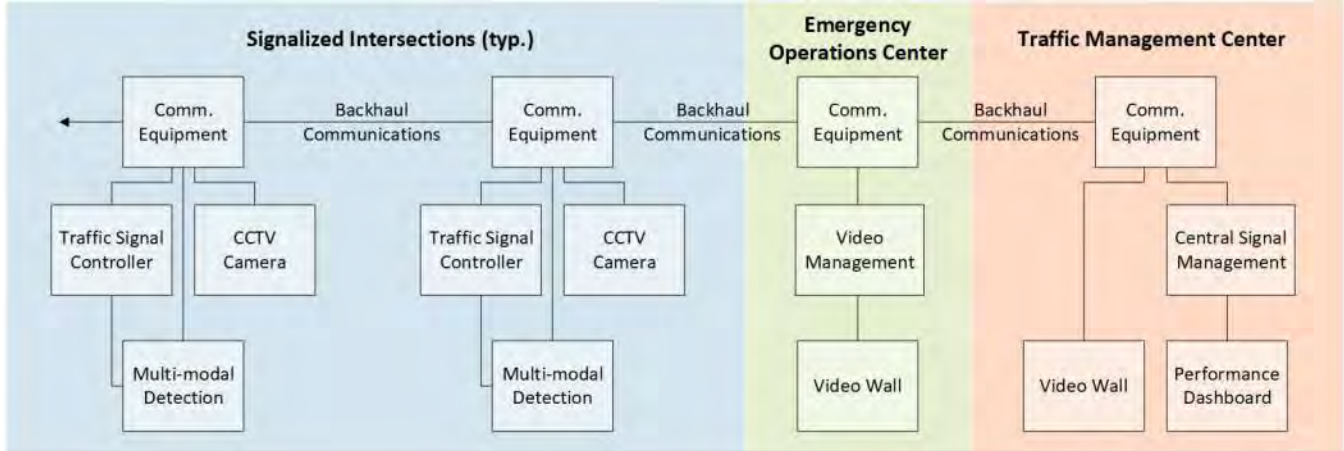 Signalized Intersections (typ.)
Emergency
Operations Center
Traffic Management Center
Comm.
Equipment
Backhaul
Communications
Comm.
Equipment
Backhaul
Communications
Comm.
Equipment
Backhaul
Communications
Comm.
Equipment
Traffic Signal
Controller
CCTV
Camera
Traffic Signal
Controller
CCTV
Camera
Video
Management
Central Signal
Management
Multi-modal
Detection
Multi-modal
Detection
Video Wall
Video Wall
Performance
Dashboard